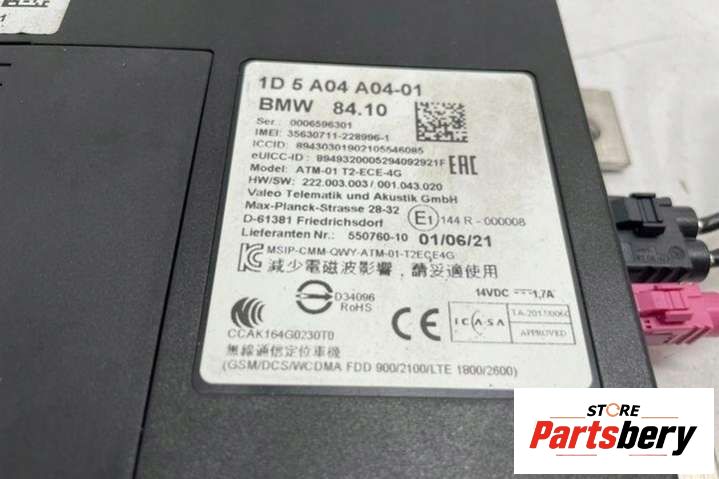 1D 5 A04 A04-01
BMW 84.10
Ser.: 0006596301
IMEI: 35630711-228996-1
ICCID: 89430301902105546085
eUICC-ID: 8949320005294092921F
EAC
Model: ATM-01 T2-ECE-4G
HW/SW: 222.003.003 / 001.043.020
Valeo Telematik und Akustik GmbH
Max-Planck-Strasse 28-32
D-61381 Friedrichsdorf
E1 144 R - 000008
Lieferanten Nr.: 550760-10 01/06/21
MSIP-CMM-QWY-ATM-01-T2ECE4G
減少電磁波影響，請妥適使用
14VDC 1,7A
D34096
RoHS
CE
ICASA
APPROVED
CCAK164G0230T0
無線通信定位車機
(GSM/DCS/WCDMA FDD 900/2100/LTE 1800/2600)
STORE
Partsbery